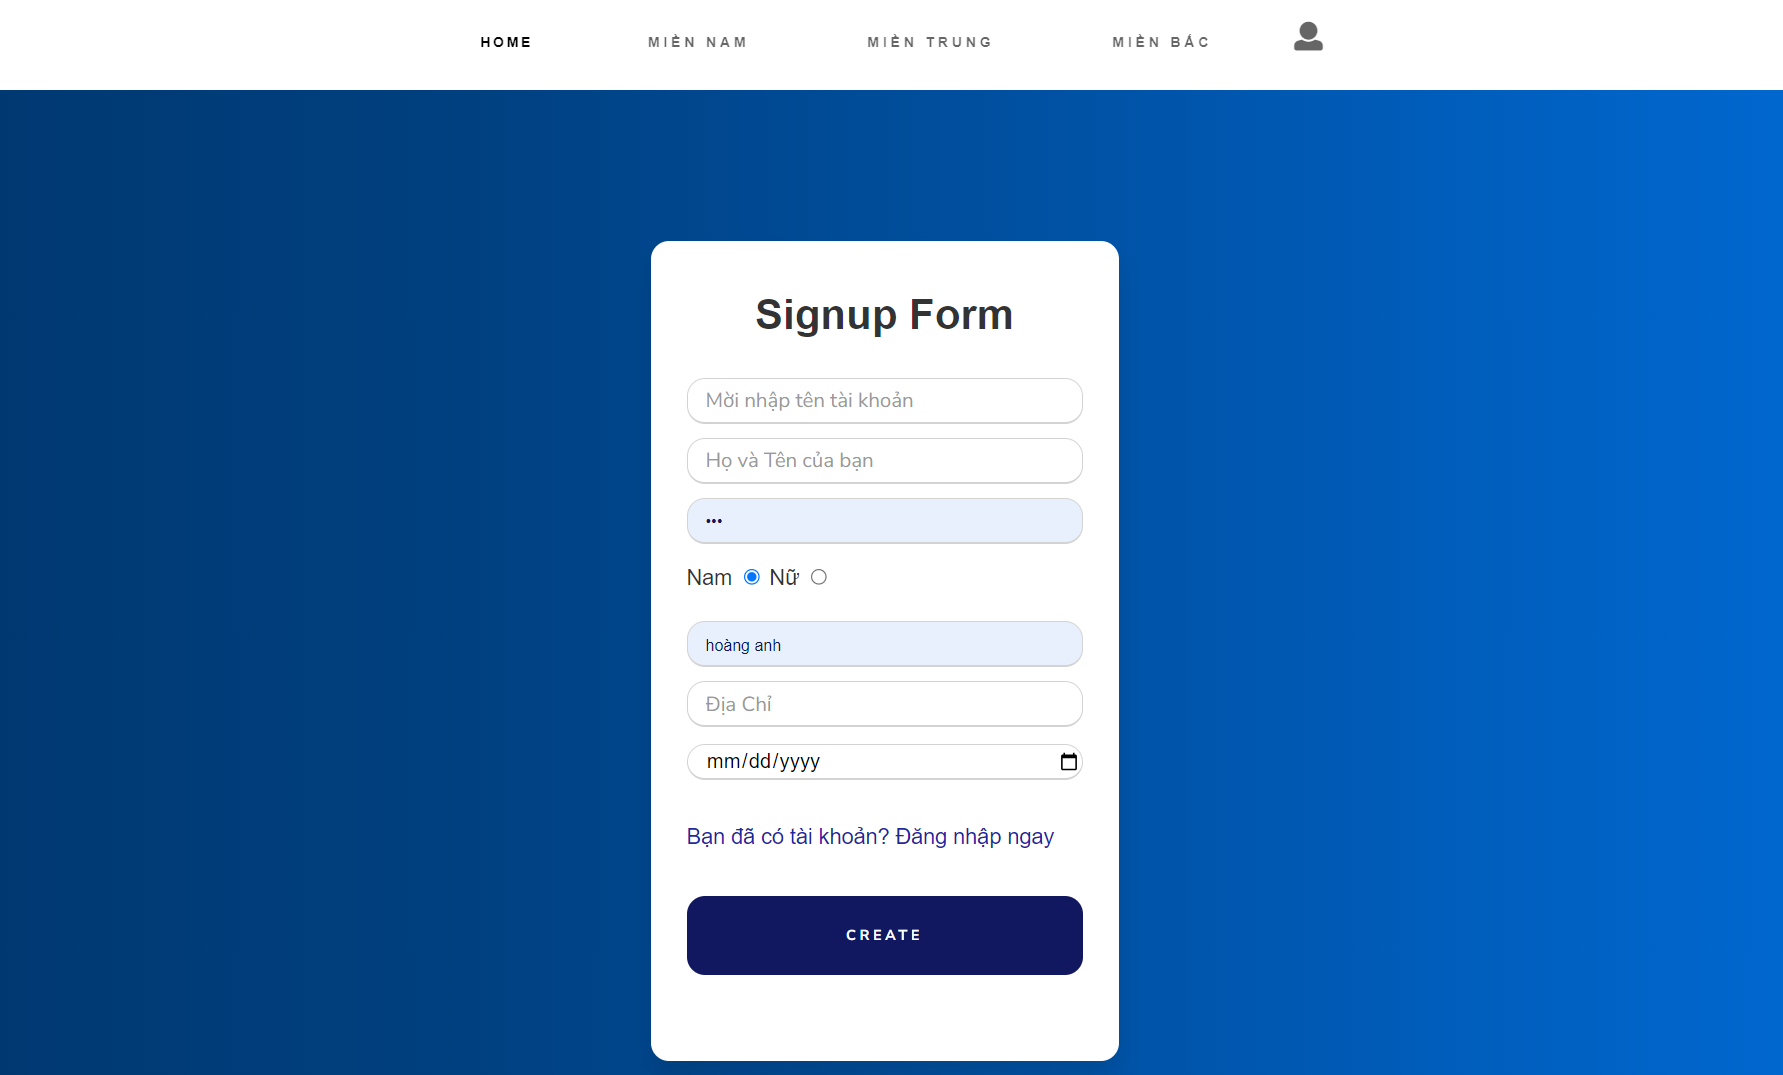 HOME MIỀN NAM MIỀN TRUNG MIỀN BẮC
Signup Form
Mời nhập tên tài khoản
Họ và Tên của bạn
•••
Nam Nữ
hoàng anh
Địa Chỉ
mm/dd/yyyy
Bạn đã có tài khoản? Đăng nhập ngay
CREATE